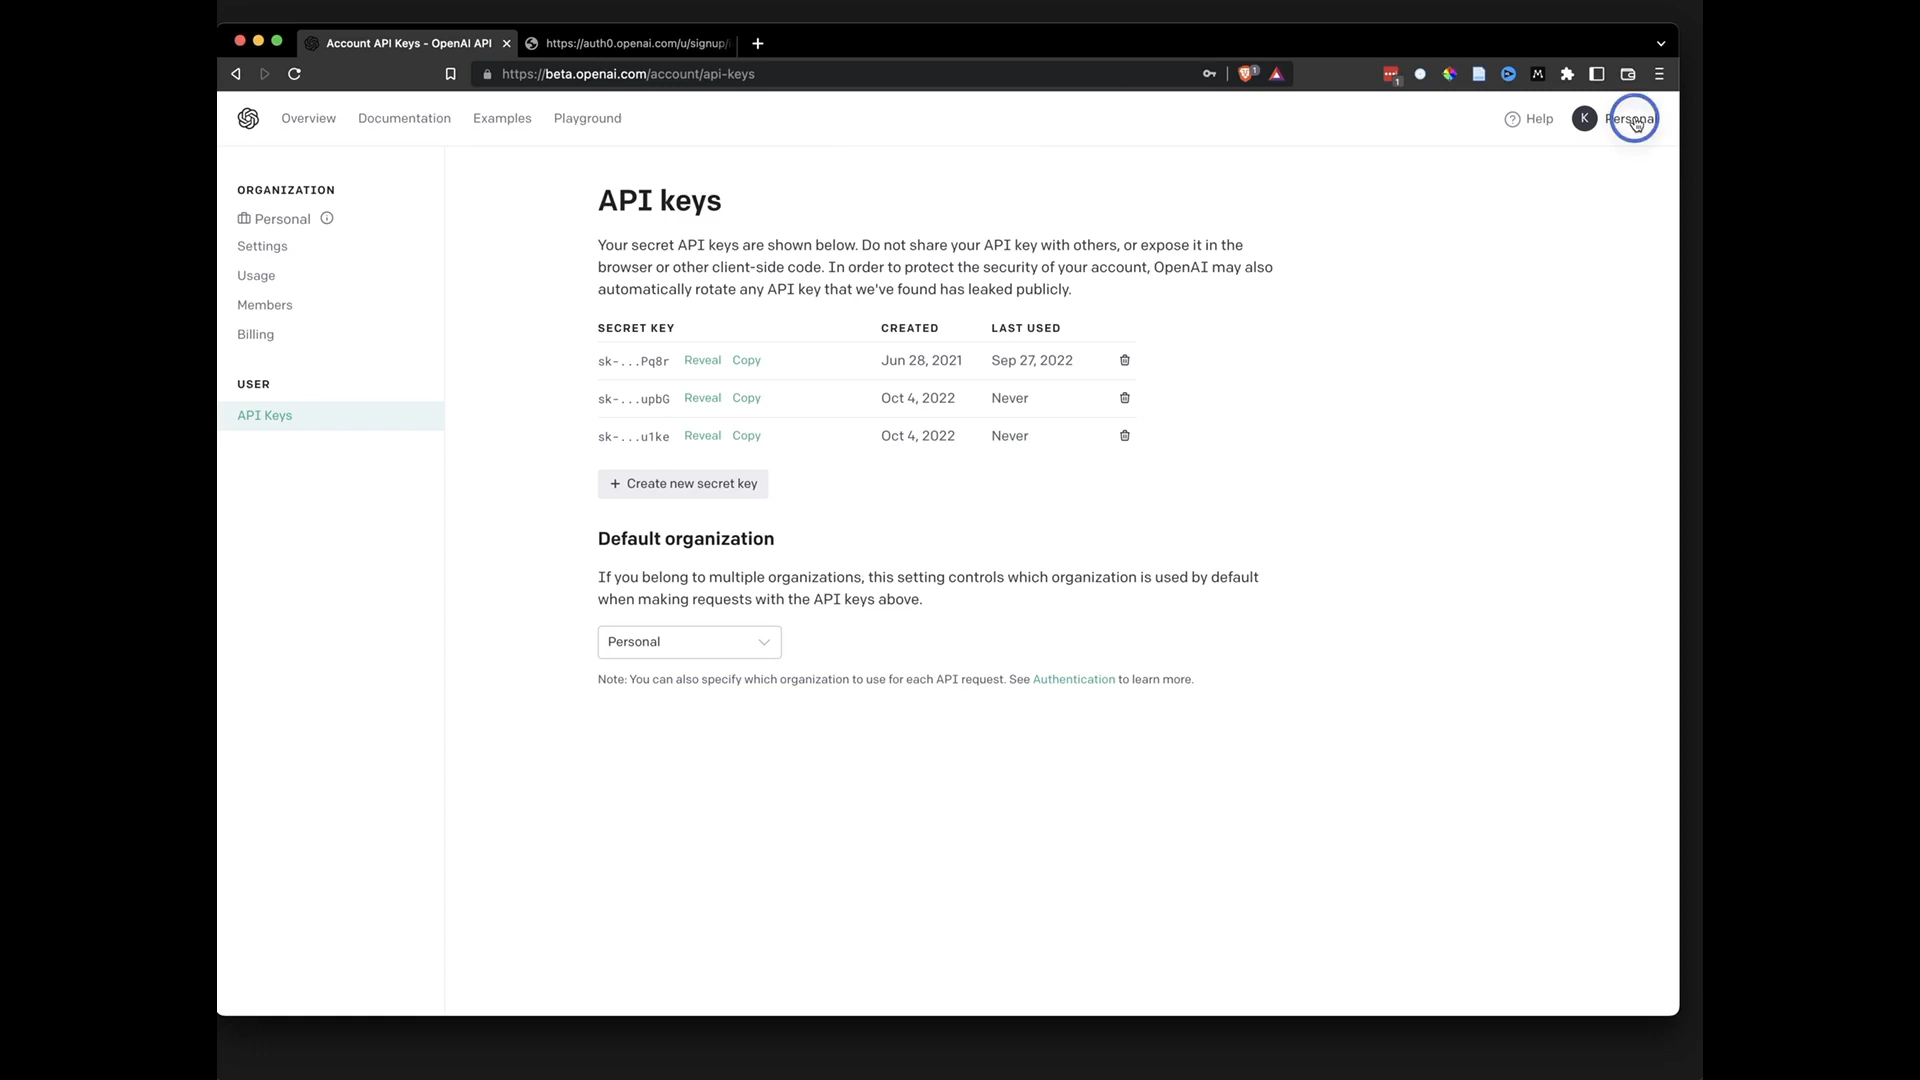 Account API Keys - OpenAI API
https://auth0.openai.com/u/signup/
https://beta.openai.com/account/api-keys
1
1
M
Overview
Documentation
Examples
Playground
Help
K
Personal
ORGANIZATION
Personal
Settings
Usage
Members
Billing
USER
API Keys
API keys
Your secret API keys are shown below. Do not share your API key with others, or expose it in the
browser or other client-side code. In order to protect the security of your account, OpenAI may also
automatically rotate any API key that we've found has leaked publicly.
SECRET KEY CREATED LAST USED
sk-...Pq8r Reveal Copy Jun 28, 2021 Sep 27, 2022
sk-...upbG Reveal Copy Oct 4, 2022 Never
sk-...u1ke Reveal Copy Oct 4, 2022 Never
+ Create new secret key
Default organization
If you belong to multiple organizations, this setting controls which organization is used by default
when making requests with the API keys above.
Personal
Note: You can also specify which organization to use for each API request. See Authentication to learn more.